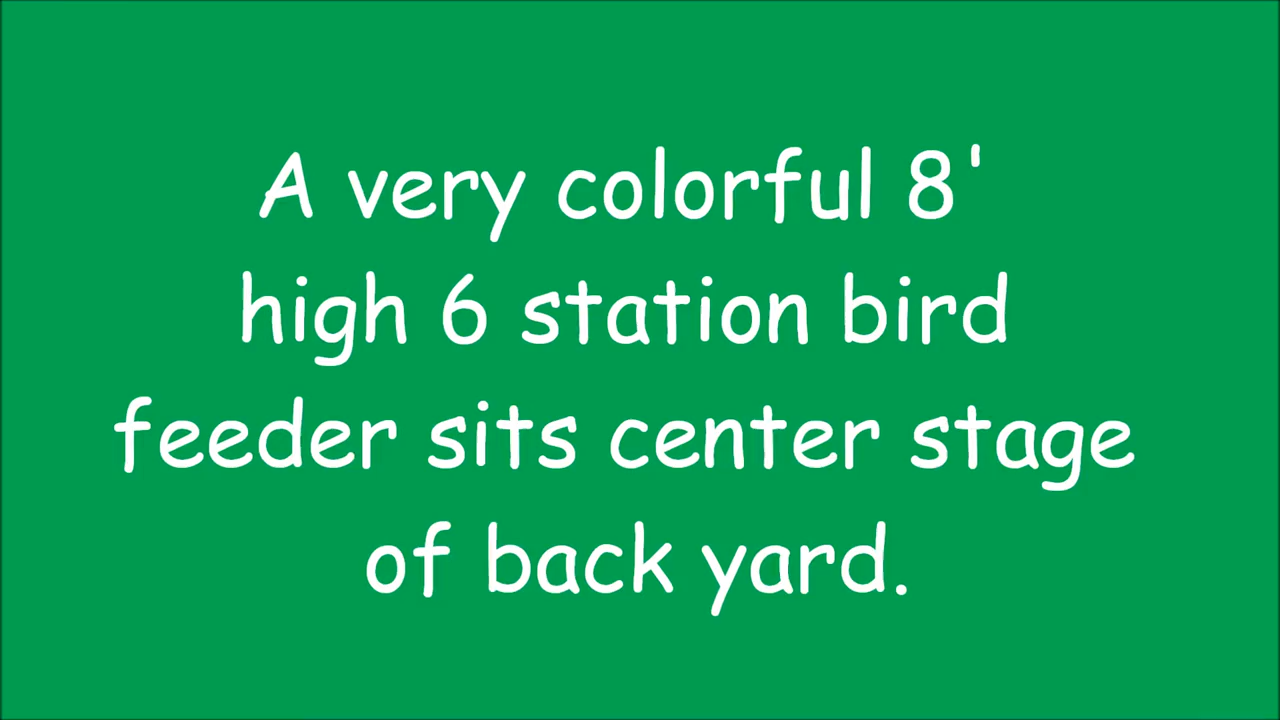 A very colorful 8'
high 6 station bird
feeder sits center stage
of back yard.